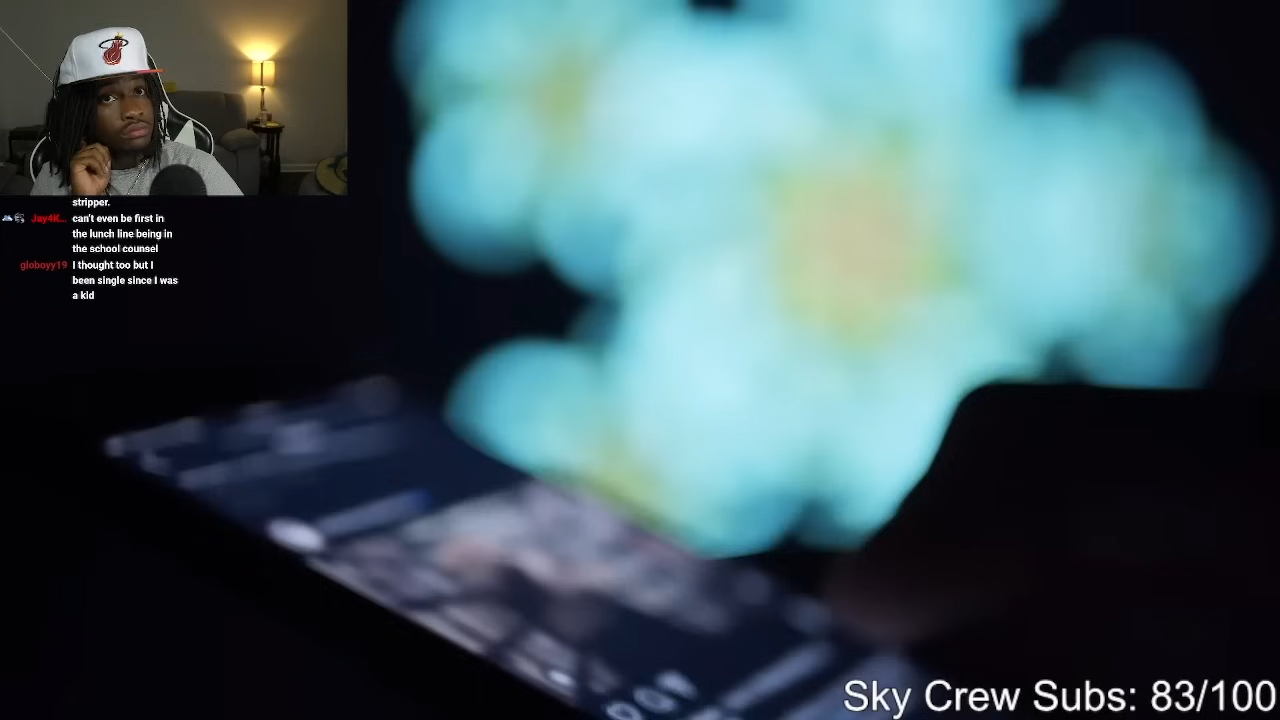 stripper.
Jay4K... can't even be first in
the lunch line being in
the school counsel
globoyy19 I thought too but I
been single since I was
a kid
Sky Crew Subs: 83/100